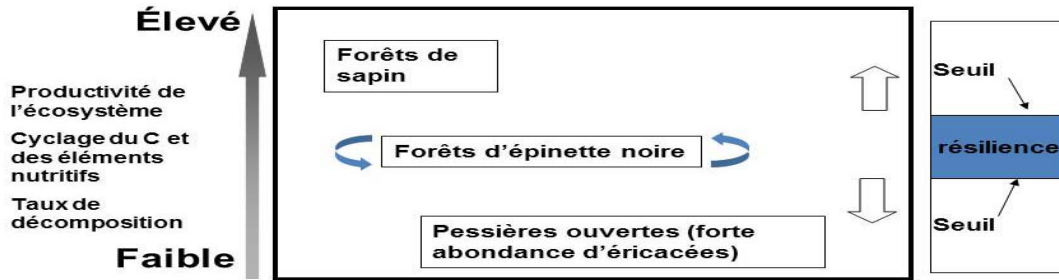 Élevé
Productivité de
l'écosystème
Cyclage du C et
des éléments
nutritifs
Taux de
décomposition
Faible
Forêts de
sapin
Forêts d'épinette noire
Pessières ouvertes (forte
abondance d'éricacées)
Seuil
résilience
Seuil